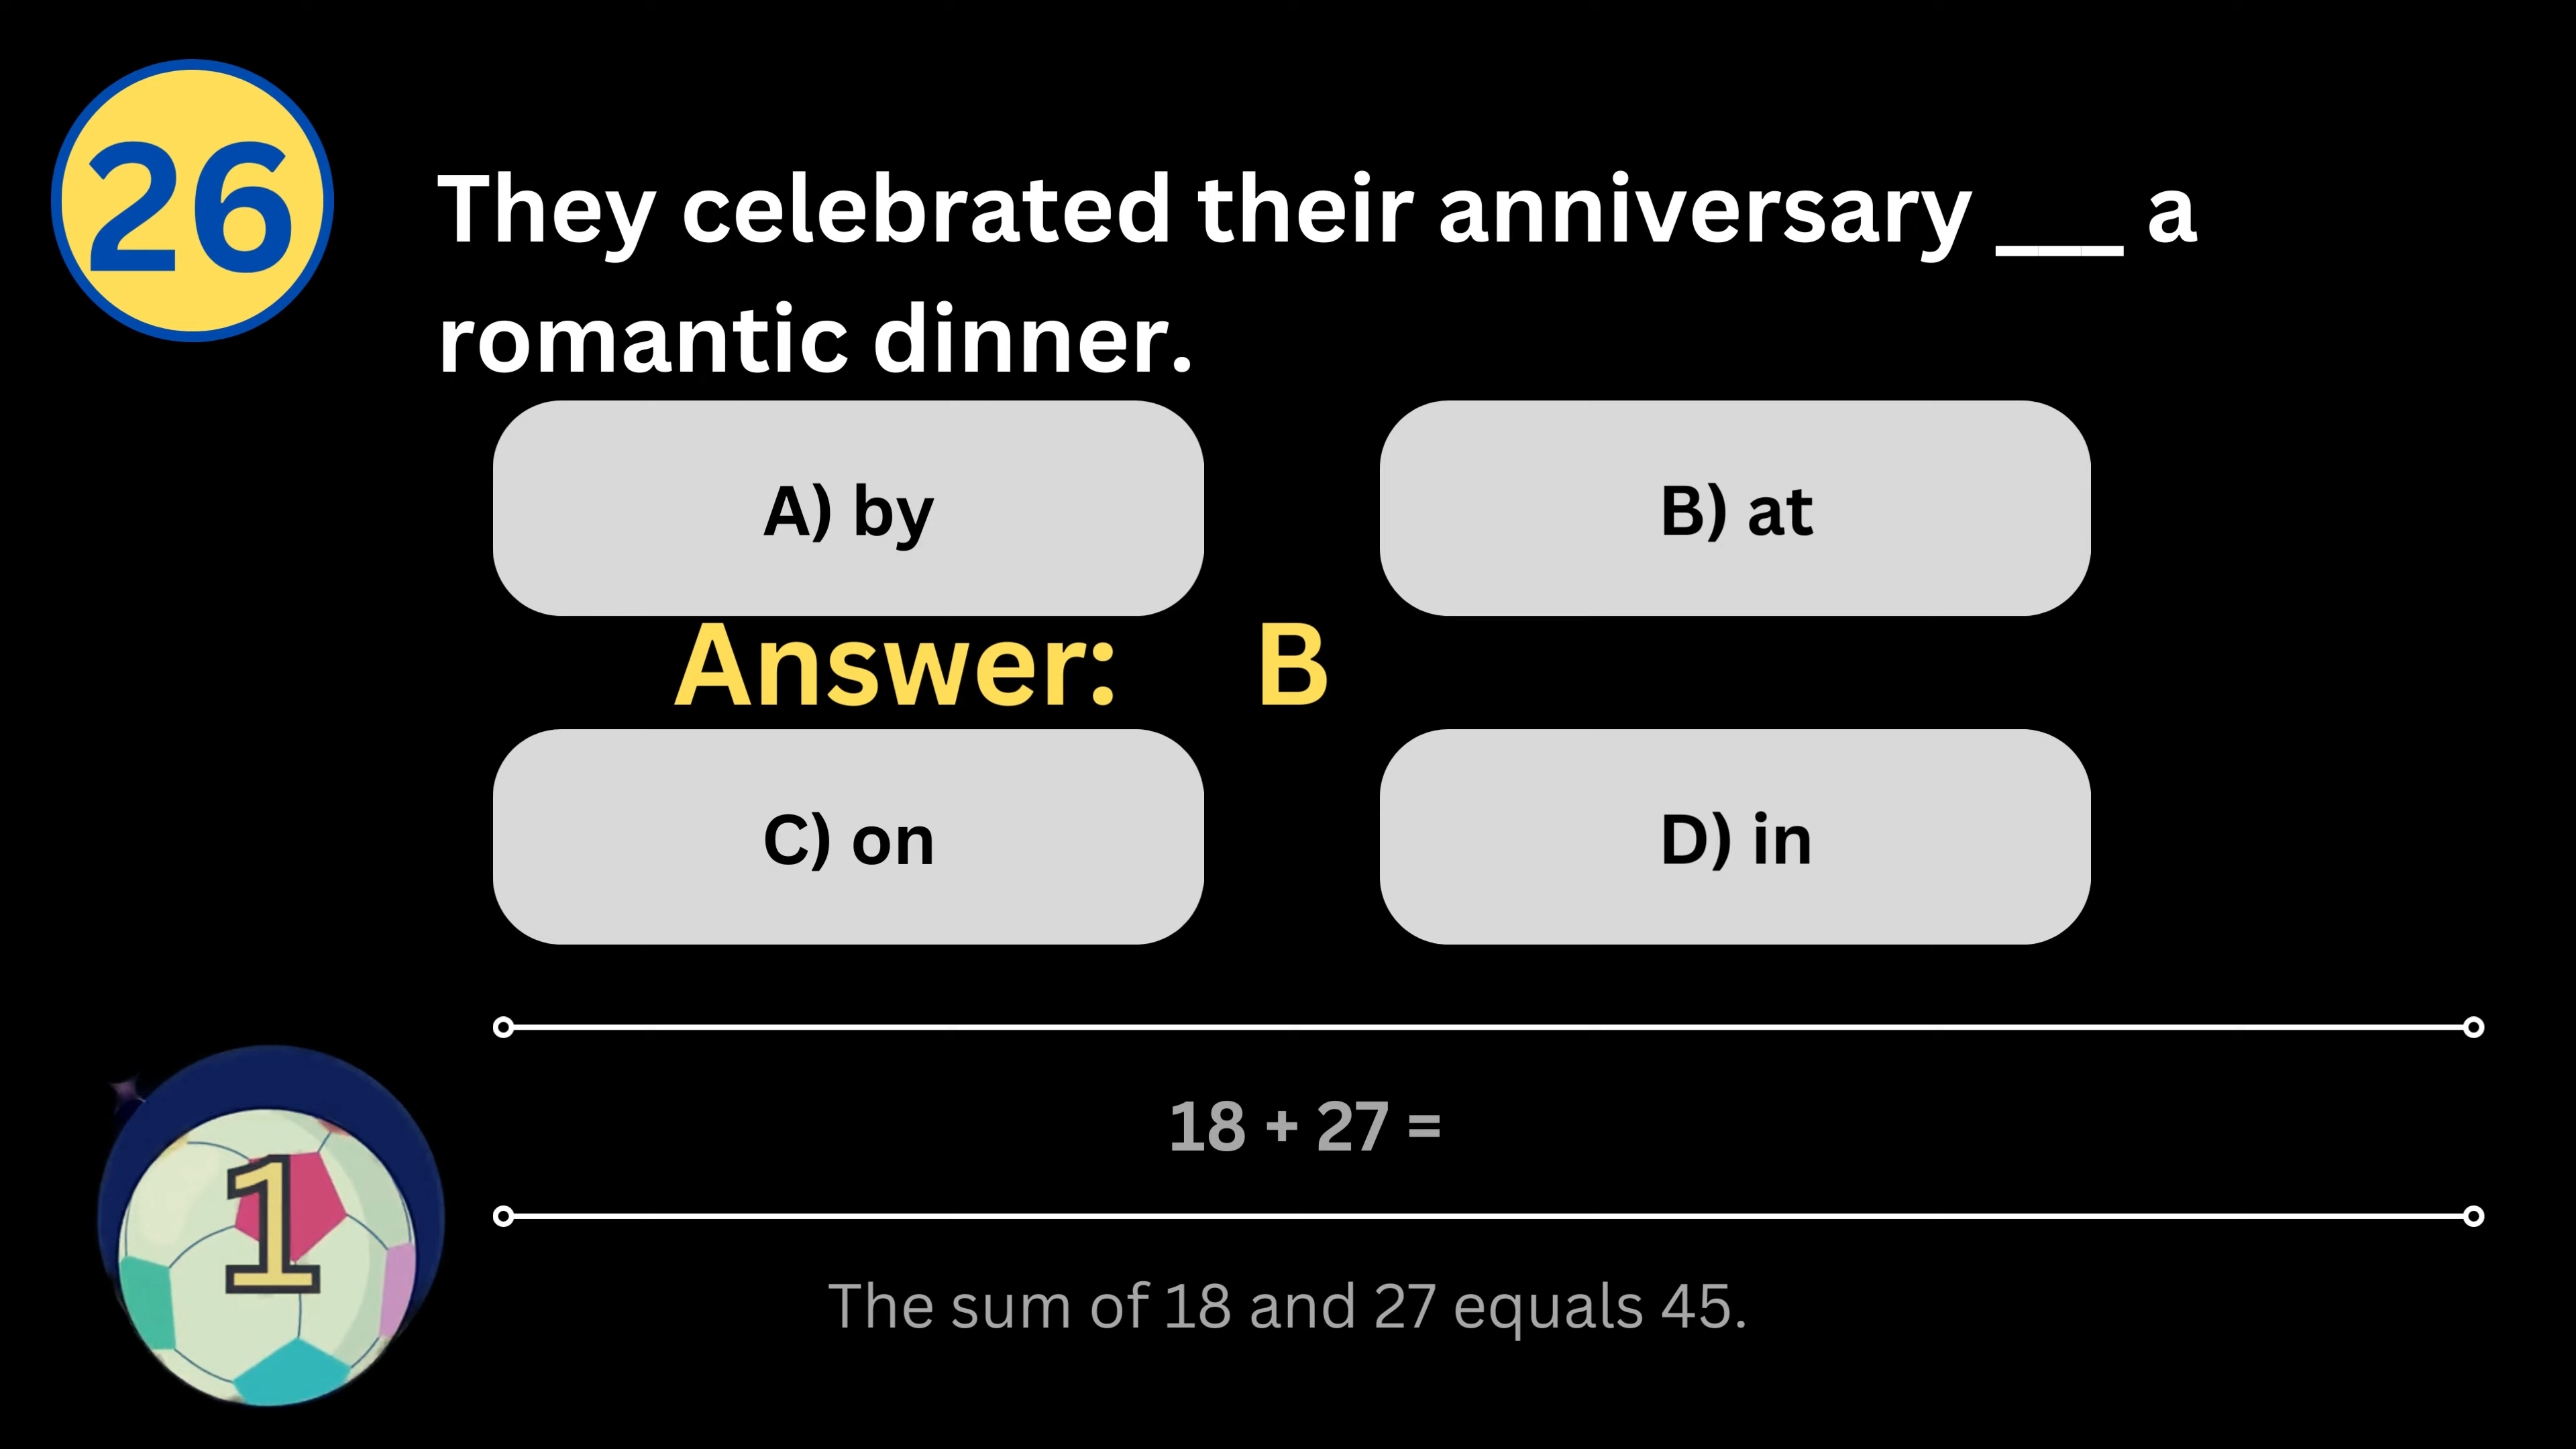 26
They celebrated their anniversary ___ a
romantic dinner.
A) by
B) at
Answer: B
C) on
D) in
18 + 27 =
1
The sum of 18 and 27 equals 45.